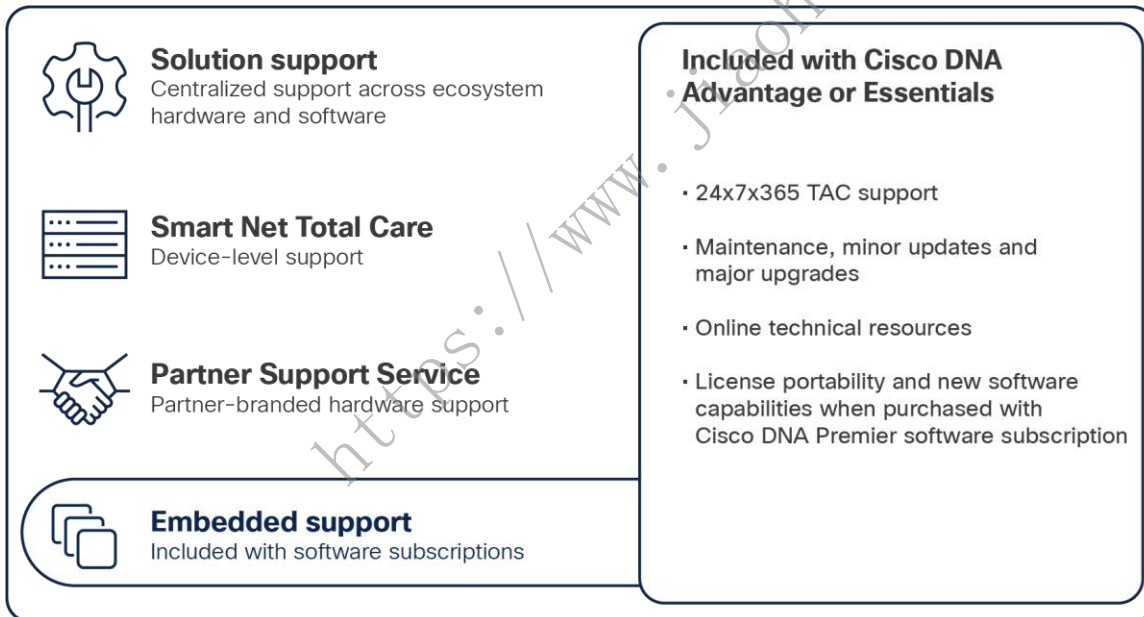 Solution support
Centralized support across ecosystem
hardware and software
Smart Net Total Care
Device-level support
Partner Support Service
Partner-branded hardware support
Embedded support
Included with software subscriptions
Included with Cisco DNA
Advantage or Essentials
· 24x7x365 TAC support
· Maintenance, minor updates and
major upgrades
· Online technical resources
· License portability and new software
capabilities when purchased with
Cisco DNA Premier software subscription
https://www.jiaoh